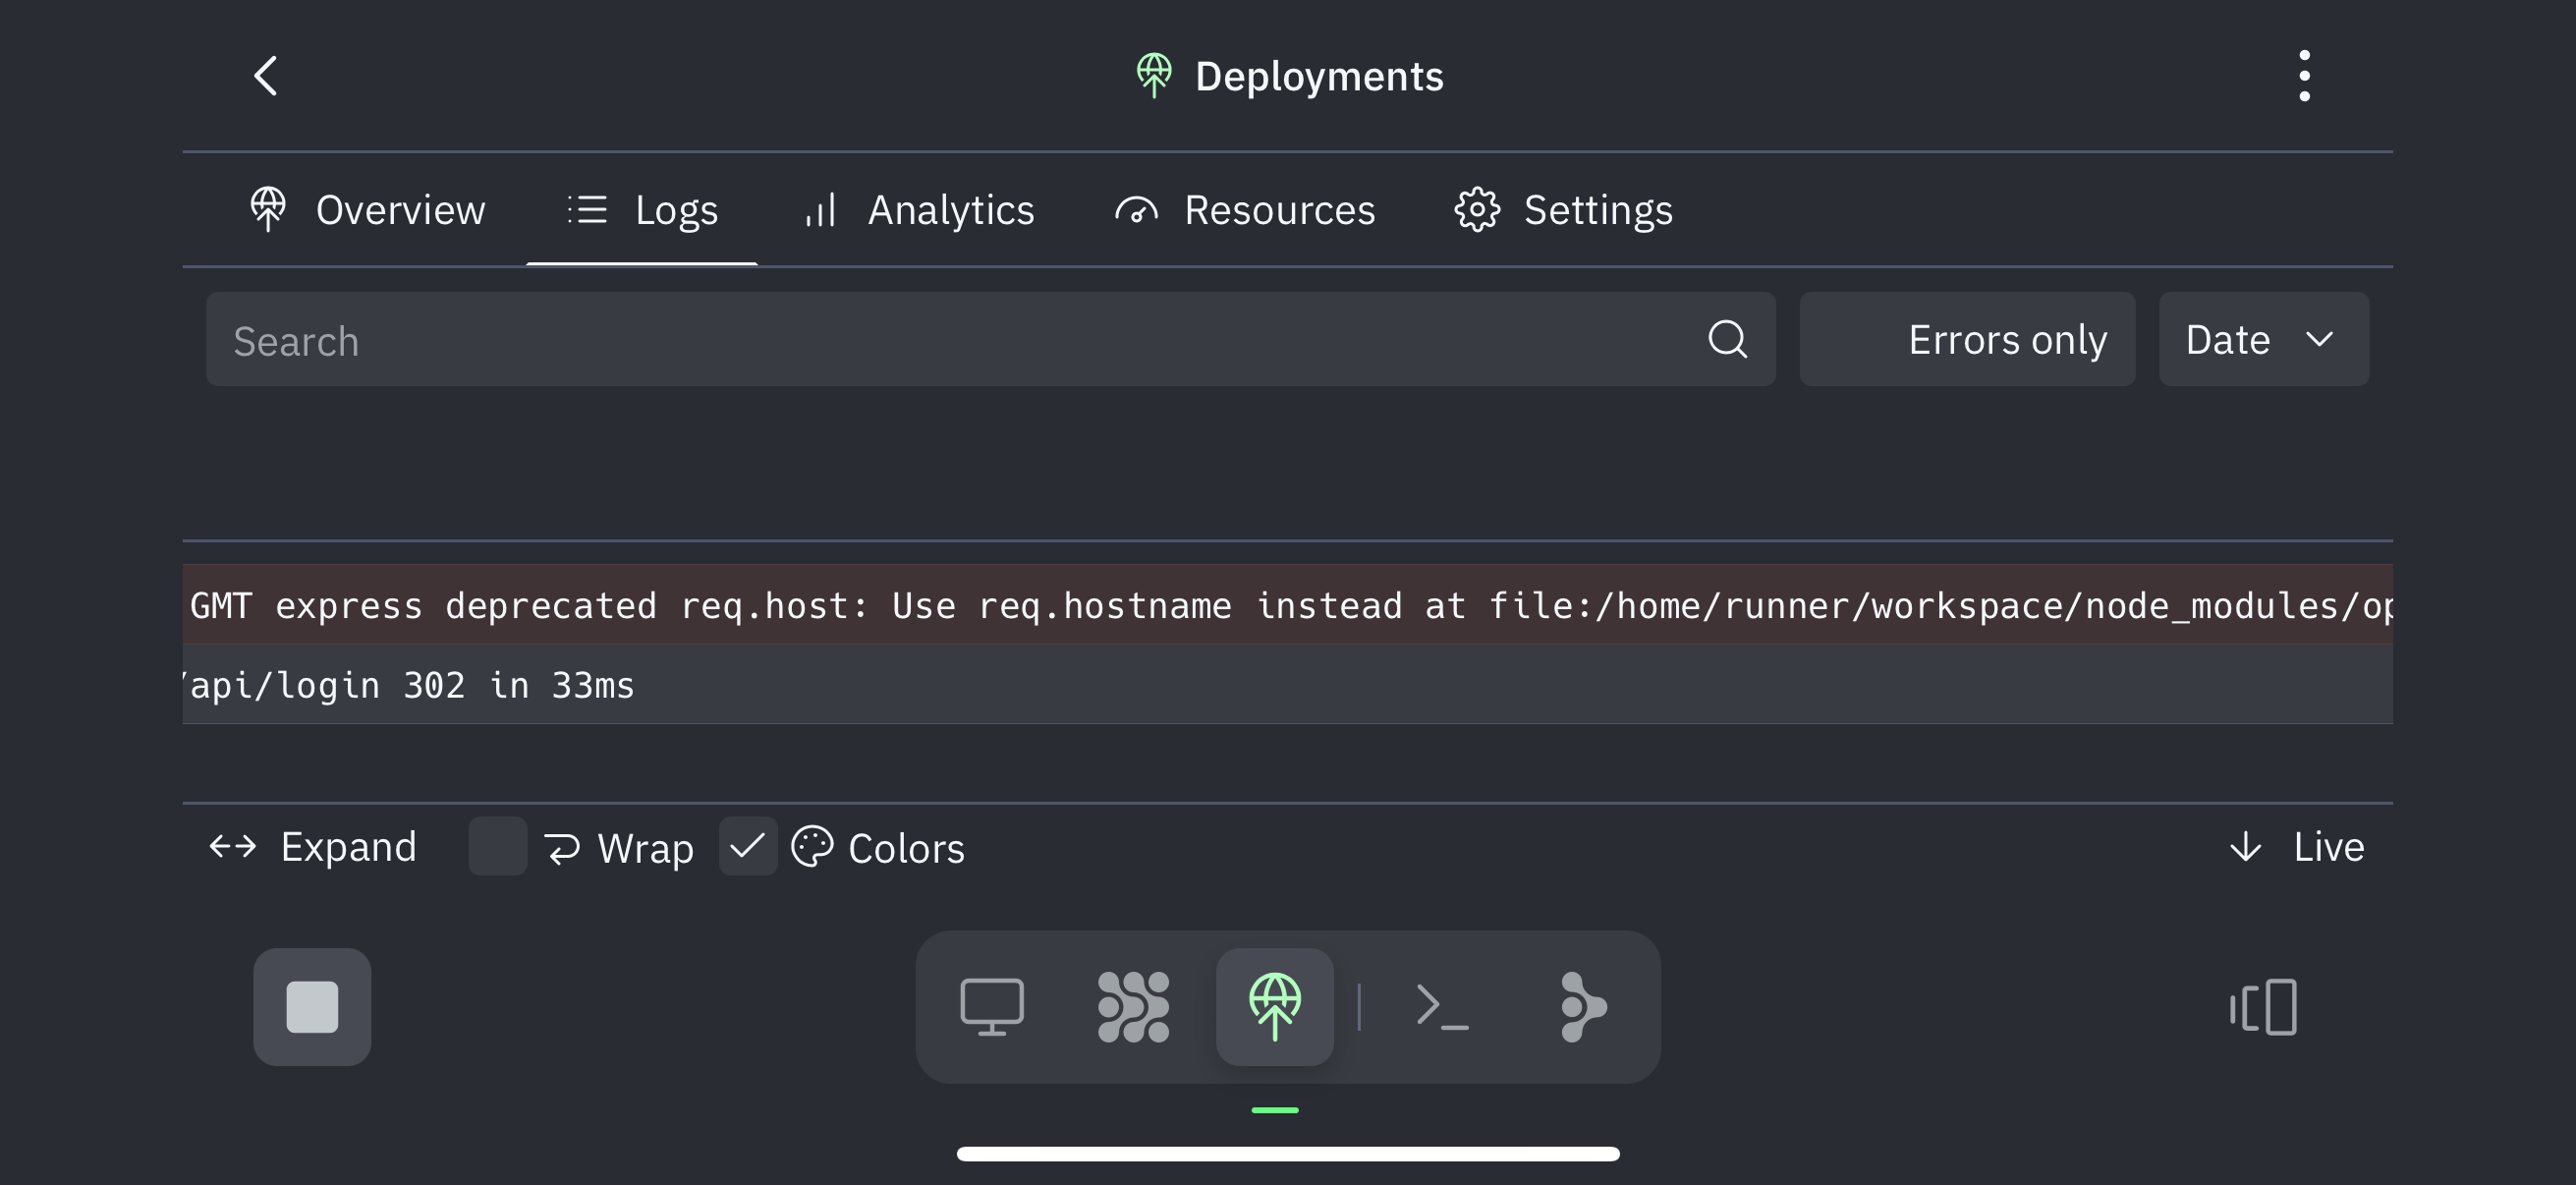 Deployments
Overview Logs Analytics Resources Settings
Search Errors only Date
GMT express deprecated req.host: Use req.hostname instead at file:/home/runner/workspace/node_modules/op
/api/login 302 in 33ms
Expand Wrap Colors Live